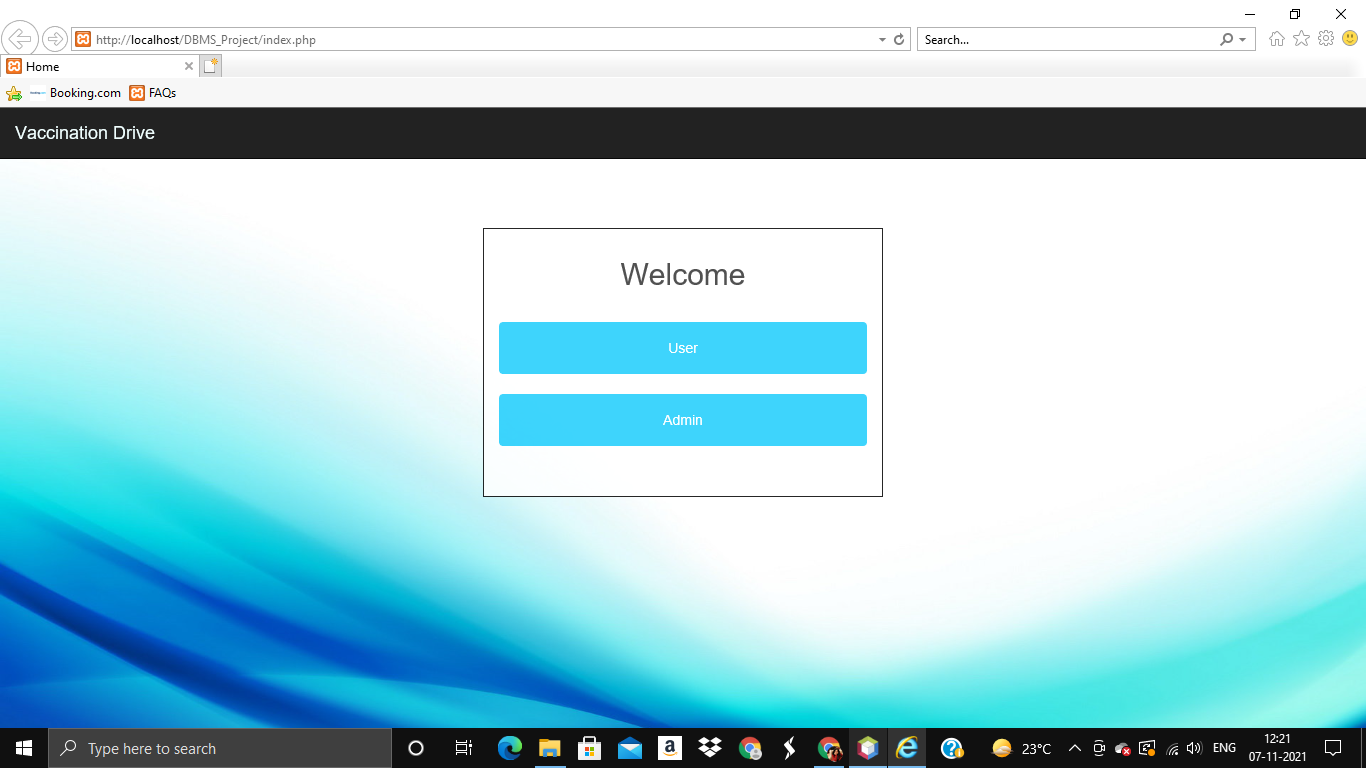 http://localhost/DBMS_Project/index.php
Search...
Home
Booking.com FAQs
Vaccination Drive
Welcome
User
Admin
Type here to search
23°C
ENG
12:21
07-11-2021